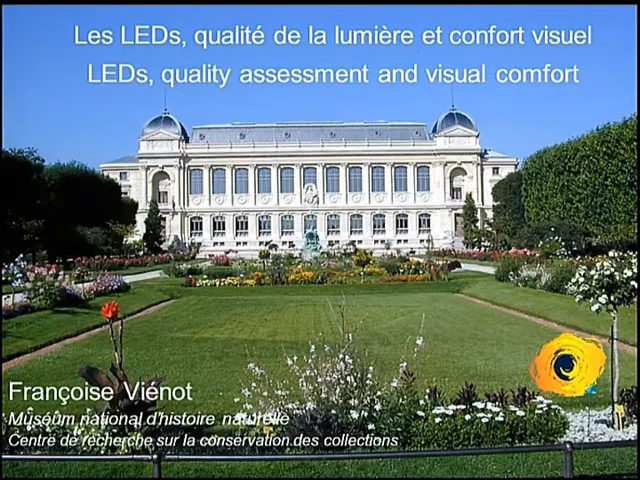 Les LEDs, qualité de la lumière et confort visuel
LEDs, quality assessment and visual comfort
Françoise Viénot
Muséum national d'histoire naturelle
Centre de recherche sur la conservation des collections